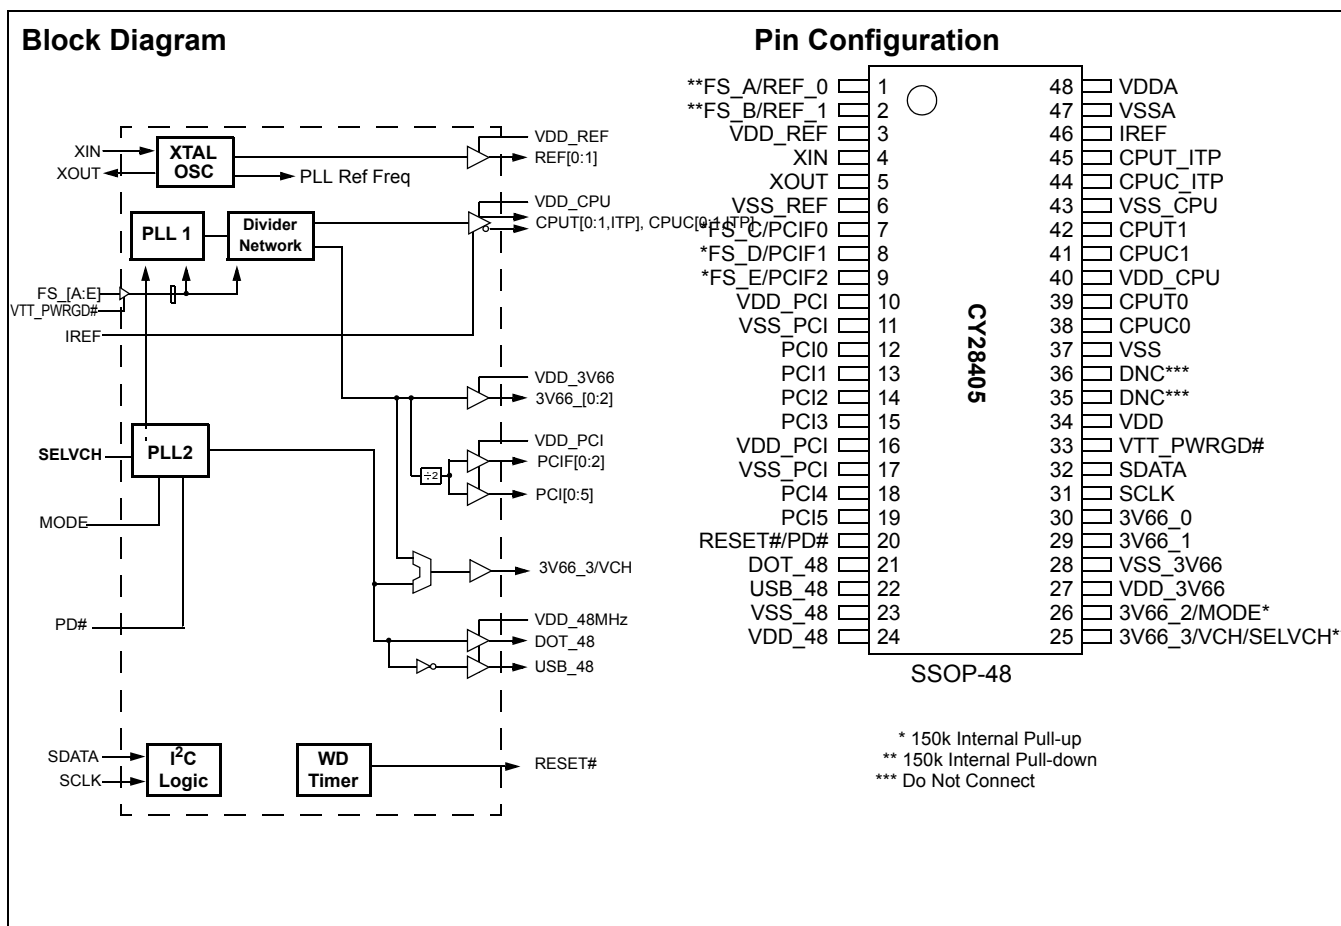 Block Diagram
XIN
XOUT
XTAL
OSC
PLL Ref Freq
VDD_REF
REF[0:1]
PLL 1
Divider
Network
VDD_CPU
CPUT[0:1,ITP], CPUC[0:1,ITP]
FS_[A:E]
VTT_PWRGD#
IREF
VDD_3V66
3V66_[0:2]
SELVCH
PLL2
÷2
VDD_PCI
PCIF[0:2]
PCI[0:5]
MODE
3V66_3/VCH
PD#
VDD_48MHz
DOT_48
USB_48
SDATA
SCLK
I2C
Logic
WD
Timer
RESET#
Pin Configuration
**FS_A/REF_0 1 48 VDDA
**FS_B/REF_1 2 47 VSSA
VDD_REF 3 46 IREF
XIN 4 45 CPUT_ITP
XOUT 5 44 CPUC_ITP
VSS_REF 6 43 VSS_CPU
*FS_C/PCIF0 7 42 CPUT1
*FS_D/PCIF1 8 41 CPUC1
*FS_E/PCIF2 9 40 VDD_CPU
VDD_PCI 10 39 CPUT0
VSS_PCI 11 38 CPUC0
PCI0 12 37 VSS
PCI1 13 36 DNC***
PCI2 14 35 DNC***
PCI3 15 34 VDD
VDD_PCI 16 33 VTT_PWRGD#
VSS_PCI 17 32 SDATA
PCI4 18 31 SCLK
PCI5 19 30 3V66_0
RESET#/PD# 20 29 3V66_1
DOT_48 21 28 VSS_3V66
USB_48 22 27 VDD_3V66
VSS_48 23 26 3V66_2/MODE*
VDD_48 24 25 3V66_3/VCH/SELVCH*
CY28405
SSOP-48
* 150k Internal Pull-up
** 150k Internal Pull-down
*** Do Not Connect